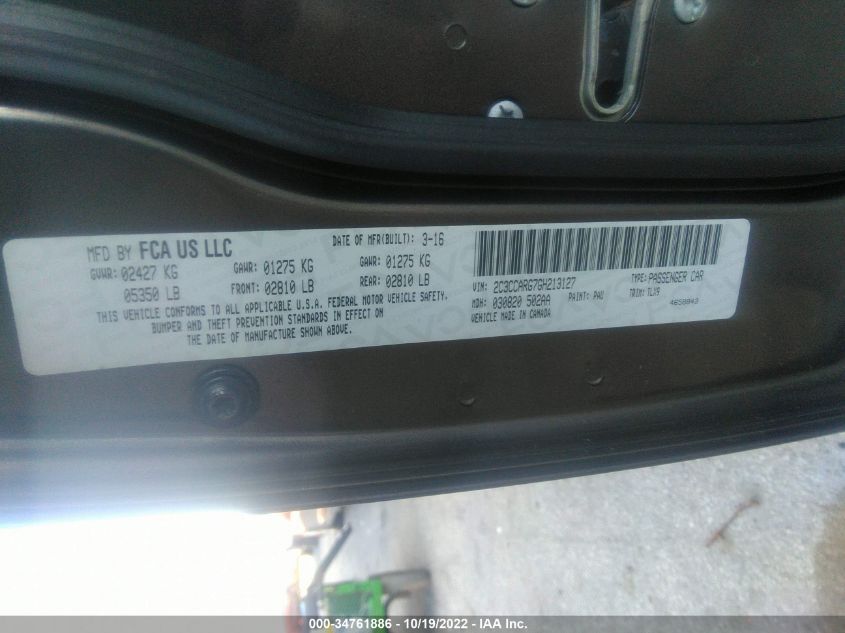 MFD BY FCA US LLC
DATE OF MFR(BUILT): 3-16
GVWR: 02427 KG
GAWR: 01275 KG
GAWR: 01275 KG
05350 LB
FRONT: 02810 LB
REAR: 02810 LB
THIS VEHICLE CONFORMS TO ALL APPLICABLE U.S.A. FEDERAL MOTOR VEHICLE SAFETY,
BUMPER AND THEFT PREVENTION STANDARDS IN EFFECT ON
THE DATE OF MANUFACTURE SHOWN ABOVE.
VIN: 2C3CCARG7GH213127
TYPE: PASSENGER CAR
MDH: 030820 502AA
PAINT: PAU
TRIM: TLX9
VEHICLE MADE IN CANADA
4658043
000-34761886 - 10/19/2022 - IAA Inc.